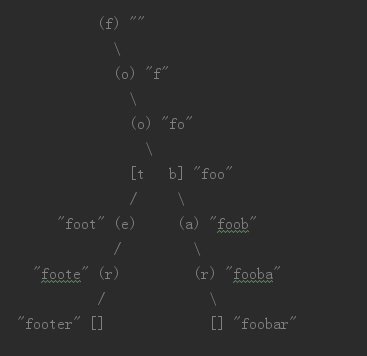 (f) ""
\
(o) "f"
\
(o) "fo"
\
[t   b] "foo"
/     \
"foot" (e)     (a) "foob"
/         \
"foote" (r)         (r) "fooba"
/             \
"footer" []             [] "foobar"